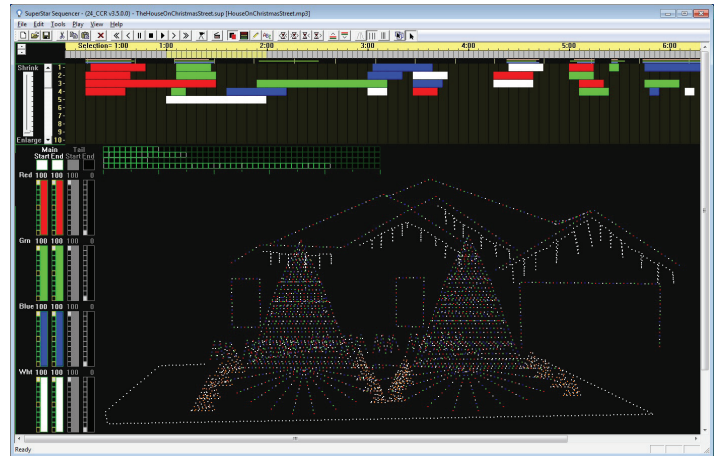 SuperStar Sequencer - (24_CCR v3.5.0.0) - TheHouseOnChristmasStreet.sup [HouseOnChristmasStreet.mp3]
File Edit Tools Play View Help
Selection= 1:00 1:00 2:00 3:00 4:00 5:00 6:00
Shrink
1-
2-
3-
4-
5-
6-
7-
8-
9-
Enlarge 10-
Main Tail
Start End Start End
Red 100 100 100 0
Grn 100 100 100 0
Blue 100 100 100 0
Wht 100 100 100 0
Ready